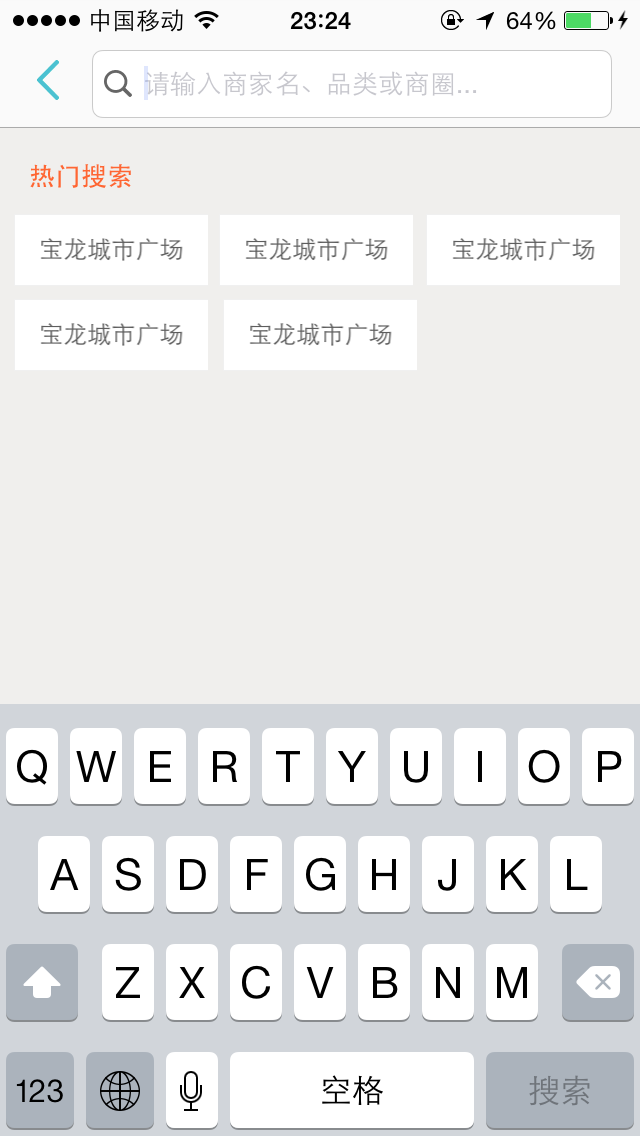 中国移动 23:24 64%
请输入商家名、品类或商圈...
热门搜索
宝龙城市广场 宝龙城市广场 宝龙城市广场
宝龙城市广场 宝龙城市广场
Q W E R T Y U I O P
A S D F G H J K L
Z X C V B N M
123 空格 搜索